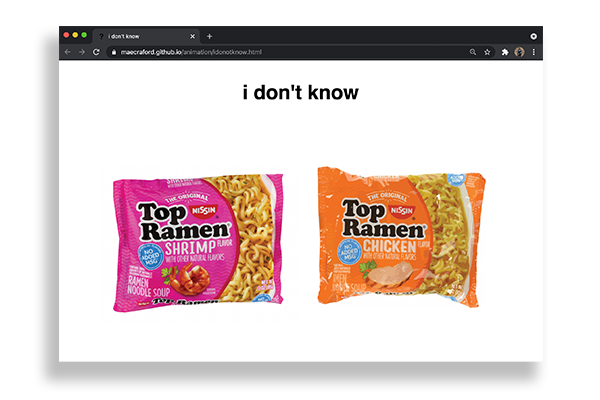 i don't know
maecraford.github.io/animation/idonotknow.html
i don't know
THE ORIGINAL
NISSIN
Top
Ramen
SHRIMP FLAVOR
WITH OTHER NATURAL FLAVORS
NO
ADDED
MSG
RAMEN
NOODLE SOUP
Top Ramen
THE ORIGINAL
NISSIN
Top
Ramen
CHICKEN FLAVOR
WITH OTHER NATURAL FLAVORS
NO
ADDED
MSG